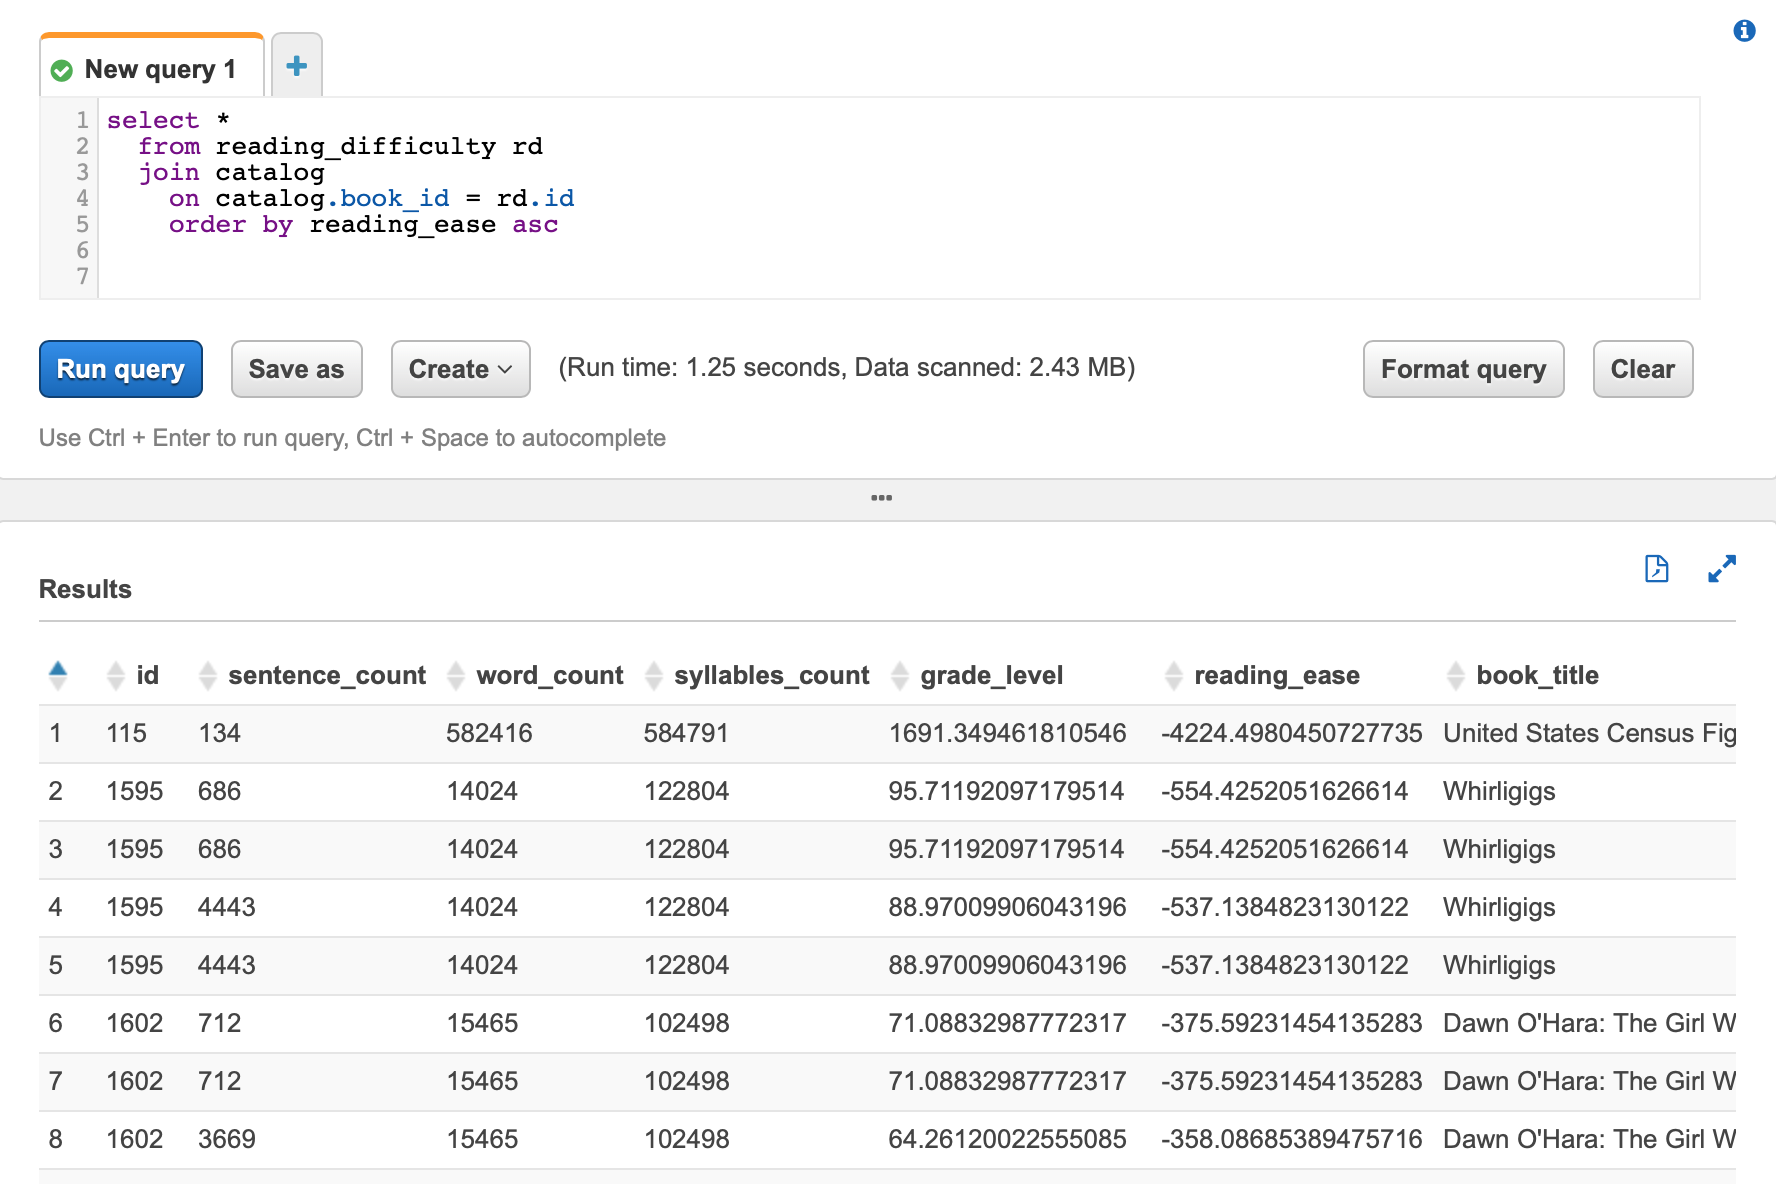 New query 1
1 select *
2 from reading_difficulty rd
3 join catalog
4 on catalog.book_id = rd.id
5 order by reading_ease asc
6
7
Run query Save as Create (Run time: 1.25 seconds, Data scanned: 2.43 MB) Format query Clear
Use Ctrl + Enter to run query, Ctrl + Space to autocomplete
Results
id sentence_count word_count syllables_count grade_level reading_ease book_title
1 115 134 582416 584791 1691.349461810546 -4224.4980450727735 United States Census Fig
2 1595 686 14024 122804 95.71192097179514 -554.4252051626614 Whirligigs
3 1595 686 14024 122804 95.71192097179514 -554.4252051626614 Whirligigs
4 1595 4443 14024 122804 88.97009906043196 -537.1384823130122 Whirligigs
5 1595 4443 14024 122804 88.97009906043196 -537.1384823130122 Whirligigs
6 1602 712 15465 102498 71.08832987772317 -375.59231454135283 Dawn O'Hara: The Girl W
7 1602 712 15465 102498 71.08832987772317 -375.59231454135283 Dawn O'Hara: The Girl W
8 1602 3669 15465 102498 64.26120022555085 -358.08685389475716 Dawn O'Hara: The Girl W